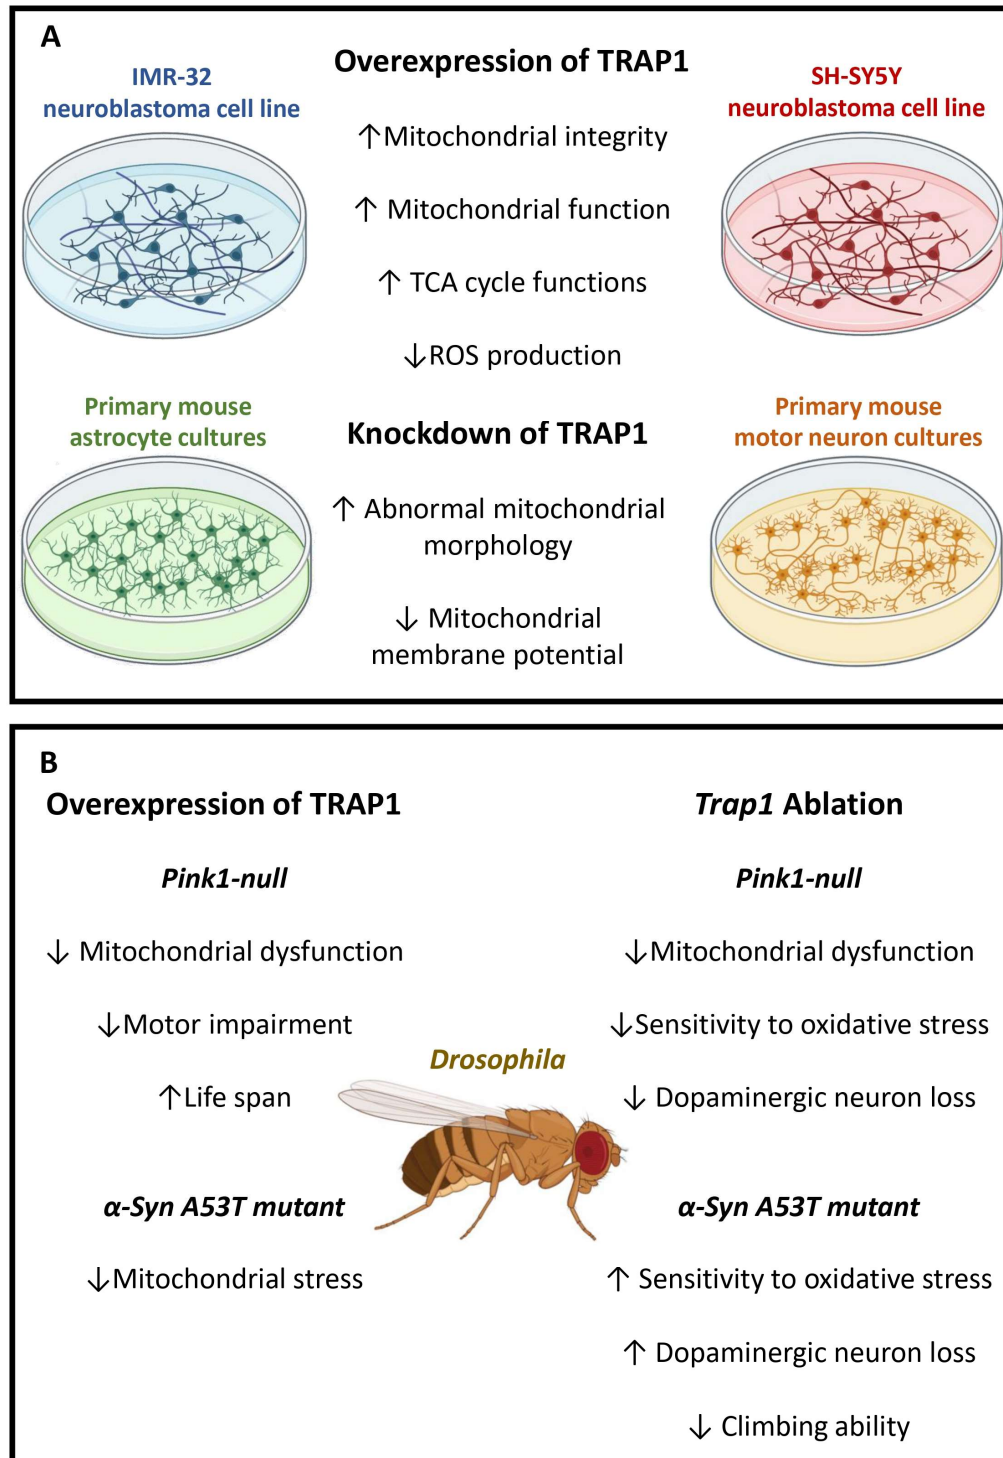 A
IMR-32
neuroblastoma cell line
Overexpression of TRAP1
↑Mitochondrial integrity
↑ Mitochondrial function
↑ TCA cycle functions
↓ROS production
SH-SY5Y
neuroblastoma cell line
Primary mouse
astrocyte cultures
Knockdown of TRAP1
↑ Abnormal mitochondrial
morphology
↓ Mitochondrial
membrane potential
Primary mouse
motor neuron cultures
B
Overexpression of TRAP1
Pink1-null
↓ Mitochondrial dysfunction
↓Motor impairment
↑Life span
α-Syn A53T mutant
↓Mitochondrial stress
Drosophila
Trap1 Ablation
Pink1-null
↓Mitochondrial dysfunction
↓Sensitivity to oxidative stress
↓ Dopaminergic neuron loss
α-Syn A53T mutant
↑ Sensitivity to oxidative stress
↑ Dopaminergic neuron loss
↓ Climbing ability